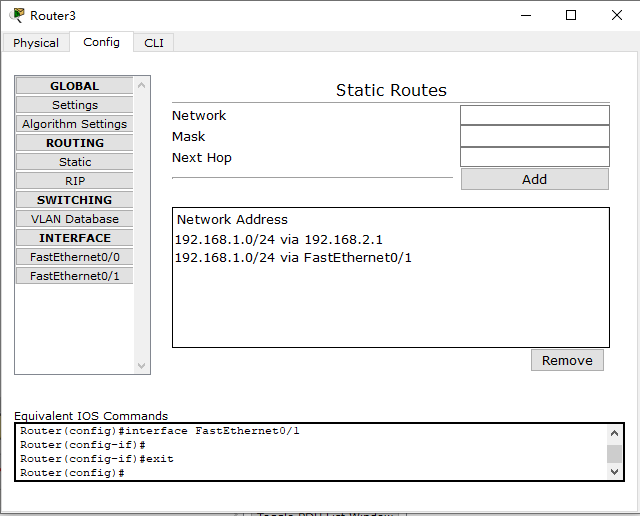 Router3
Physical
Config
CLI
GLOBAL
Settings
Algorithm Settings
ROUTING
Static
RIP
SWITCHING
VLAN Database
INTERFACE
FastEthernet0/0
FastEthernet0/1
Static Routes
Network
Mask
Next Hop
Add
Network Address
192.168.1.0/24 via 192.168.2.1
192.168.1.0/24 via FastEthernet0/1
Remove
Equivalent IOS Commands
Router(config)#interface FastEthernet0/1
Router(config-if)#
Router(config-if)#exit
Router(config)#